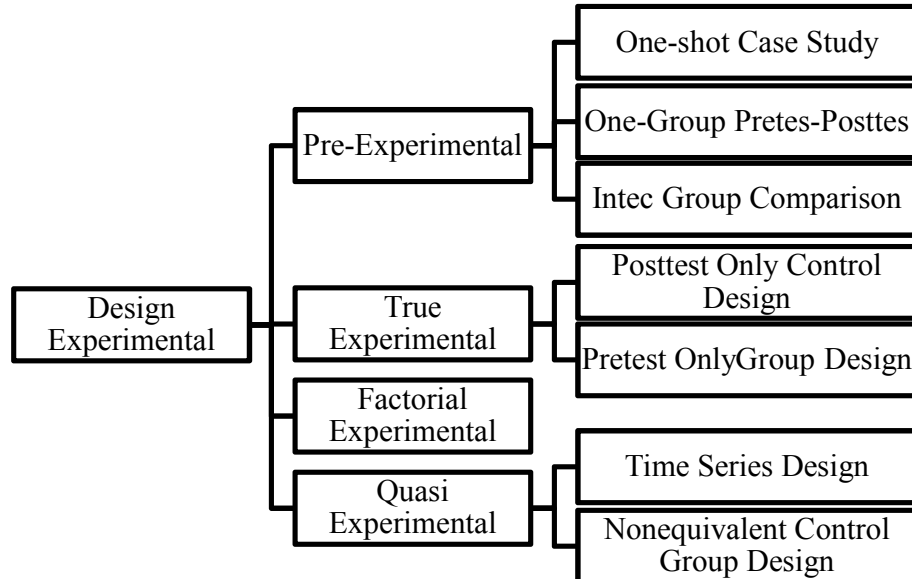 One-shot Case Study
One-Group Pretes-Posttes
Pre-Experimental
Intec Group Comparison
Posttest Only Control
Design
Design
Experimental
True
Experimental
Pretest OnlyGroup Design
Factorial
Experimental
Time Series Design
Quasi
Experimental
Nonequivalent Control
Group Design